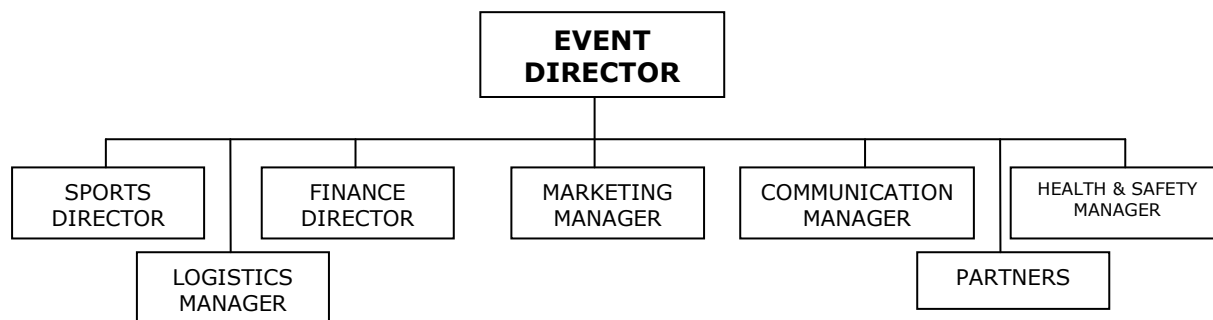 EVENT
DIRECTOR
SPORTS
DIRECTOR
FINANCE
DIRECTOR
MARKETING
MANAGER
COMMUNICATION
MANAGER
HEALTH & SAFETY
MANAGER
LOGISTICS
MANAGER
PARTNERS